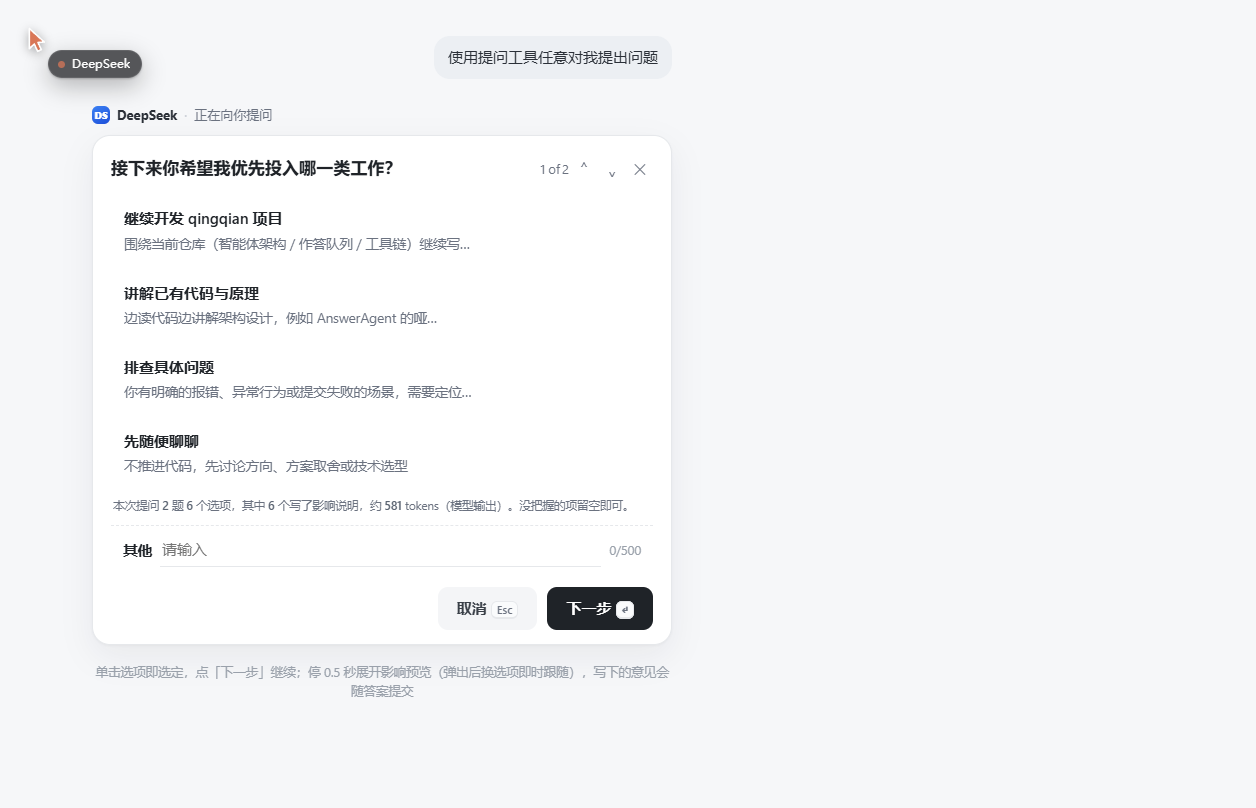 DeepSeek
使用提问工具任意对我提出问题
DS DeepSeek · 正在向你提问
接下来你希望我优先投入哪一类工作？ 1 of 2
继续开发 qingqian 项目
围绕当前仓库（智能体架构 / 作答队列 / 工具链）继续写...
讲解已有代码与原理
边读代码边讲解架构设计，例如 AnswerAgent 的哑...
排查具体问题
你有明确的报错、异常行为或提交失败的场景，需要定位...
先随便聊聊
不推进代码，先讨论方向、方案取舍或技术选型
本次提问 2 题 6 个选项，其中 6 个写了影响说明，约 581 tokens（模型输出）。没把握的项留空即可。
其他 请输入 0/500
取消 Esc 下一步
单击选项即选定，点「下一步」继续；停 0.5 秒展开影响预览（弹出后换选项即时跟随），写下的意见会
随答案提交